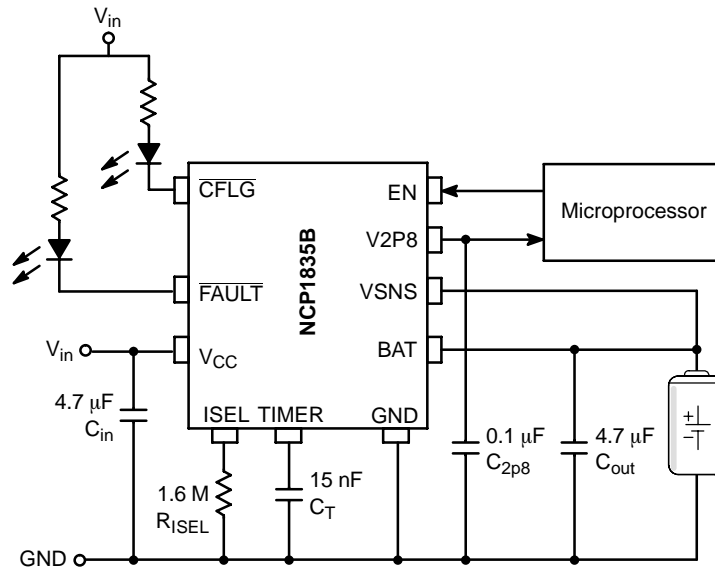 Vin
CFLG
EN
Microprocessor
V2P8
NCP1835B
FAULT
VSNS
Vin
VCC
BAT
4.7 μF
Cin
ISEL TIMER GND
1.6 M
RISEL
15 nF
CT
0.1 μF
C2p8
4.7 μF
Cout
+
−
GND